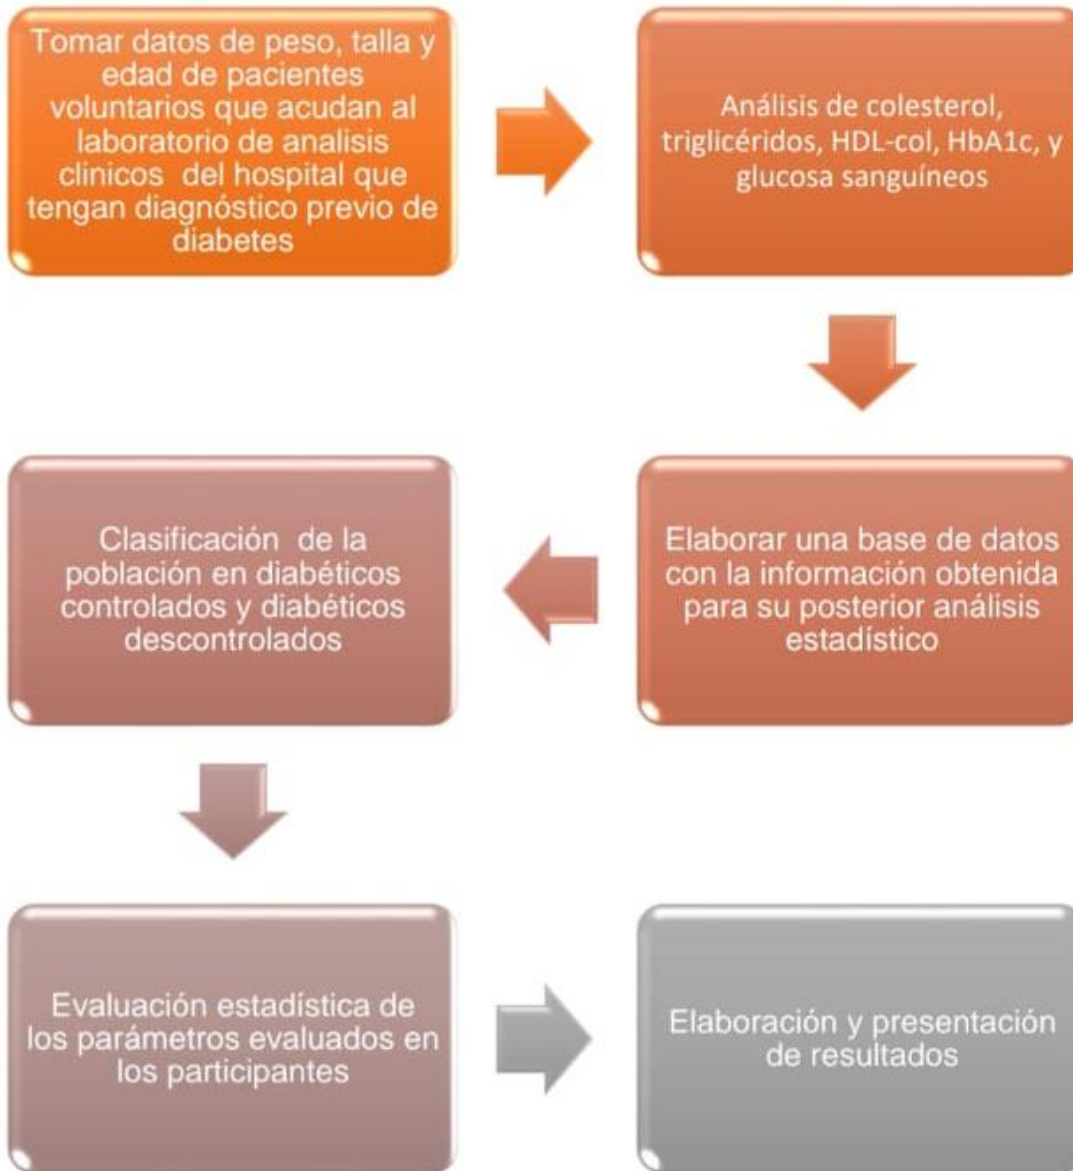 Tomar datos de peso, talla y
edad de pacientes
voluntarios que acudan al
laboratorio de analisis
clinicos del hospital que
tengan diagnóstico previo de
diabetes
Análisis de colesterol,
triglicéridos, HDL-col, HbA1c, y
glucosa sanguíneos
Elaborar una base de datos
con la información obtenida
para su posterior análisis
estadístico
Clasificación de la
población en diabéticos
controlados y diabéticos
descontrolados
Evaluación estadística de
los parámetros evaluados en
los participantes
Elaboración y presentación
de resultados